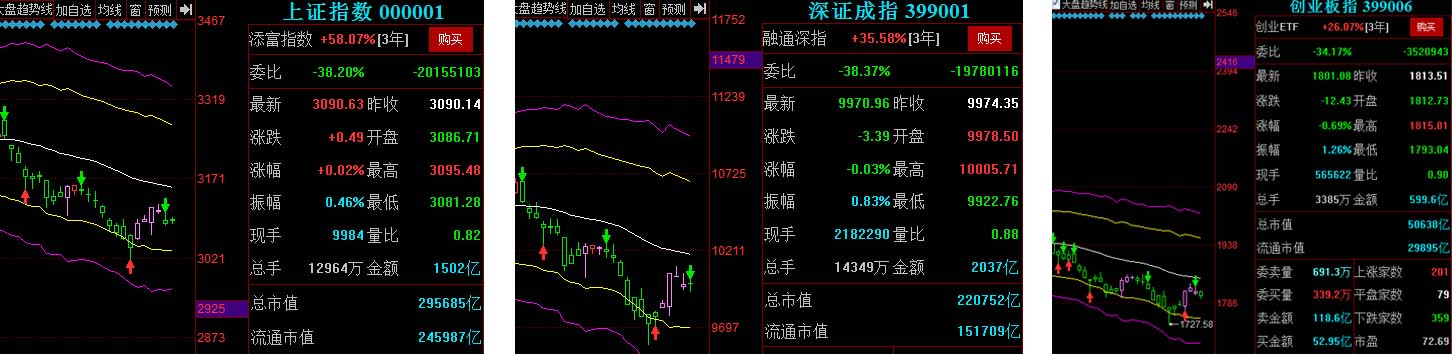 大盘趋势线 加自选 均线 窗 预测
3467
3319
3171
3021
2925
2873
上证指数 000001
添富指数 +58.07%[3年] 购买
委比 -38.20% -20155103
最新 3090.63 昨收 3090.14
涨跌 +0.49 开盘 3086.71
涨幅 +0.02% 最高 3095.48
振幅 0.46% 最低 3081.28
现手 9984 量比 0.82
总手 12964万 金额 1502亿
总市值 295685亿
流通市值 245987亿
大盘趋势线 加自选 均线 窗 预测
11752
11479
11239
10725
10211
9697
深证成指 399001
融通深指 +35.58%[3年] 购买
委比 -38.37% -19780116
最新 9970.96 昨收 9974.35
涨跌 -3.39 开盘 9978.50
涨幅 -0.03% 最高 10005.71
振幅 0.83% 最低 9922.76
现手 2182290 量比 0.88
总手 14349万 金额 2037亿
总市值 220752亿
流通市值 151709亿
大盘趋势线 加自选 均线 窗 预测
2546
2416
2394
2242
2090
1938
1786
1727.58
创业板指 399006
创业ETF +26.07%[3年] 购买
委比 -34.17% -3520943
最新 1801.08 昨收 1813.51
涨跌 -12.43 开盘 1812.73
涨幅 -0.69% 最高 1815.01
振幅 1.26% 最低 1793.04
现手 565622 量比 0.90
总手 3385万 金额 599.6亿
总市值 50638亿
流通市值 29895亿
委卖量 691.3万 上涨家数 201
委买量 339.2万 平盘家数 79
卖金额 118.6亿 下跌家数 359
买金额 52.95亿 市盈 72.69